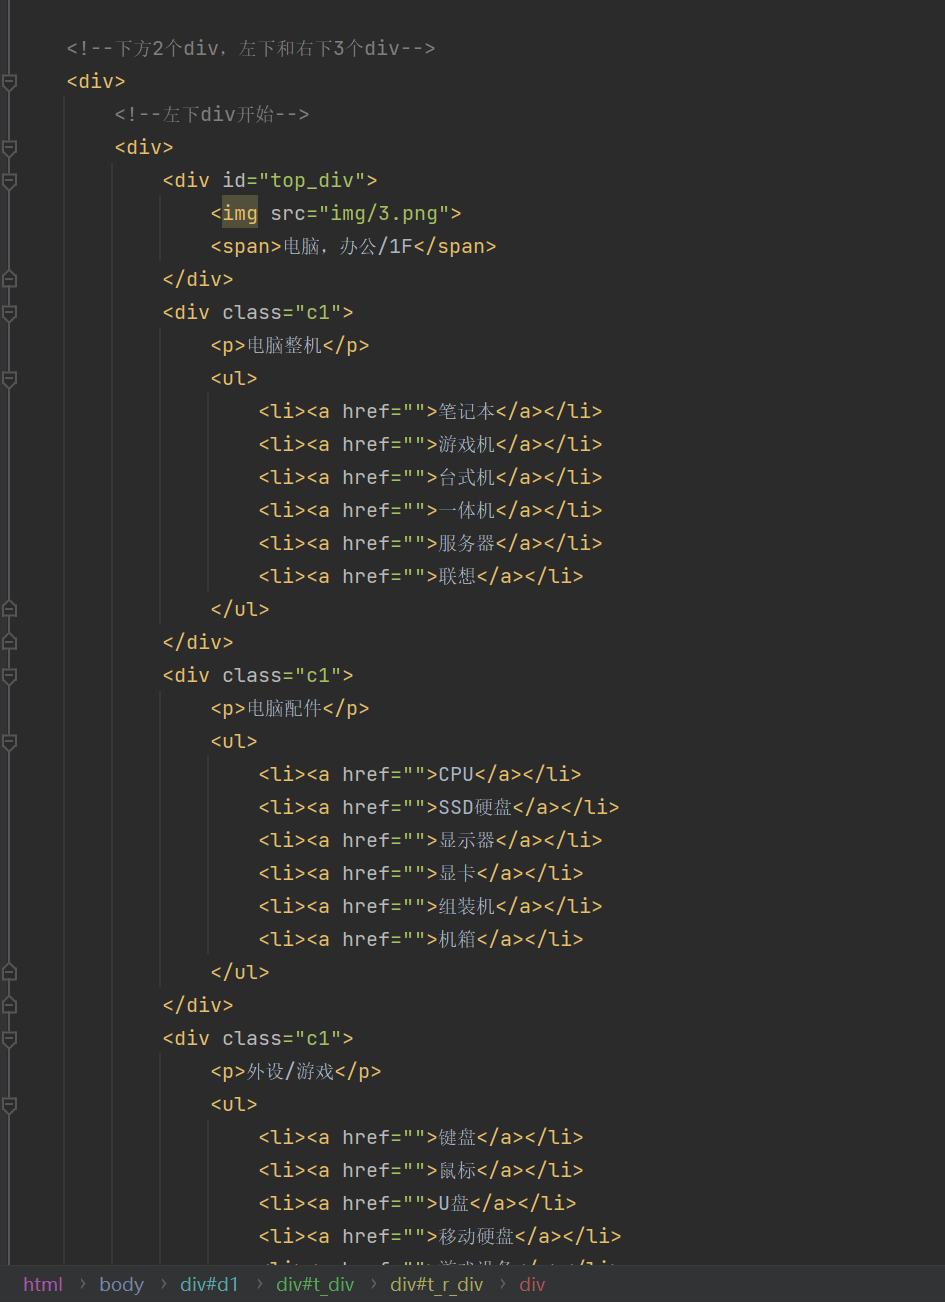 <!--下方2个div，左下和右下3个div-->
<div>
<!--左下div开始-->
<div>
<div id="top_div">
<img src="img/3.png">
<span>电脑，办公/1F</span>
</div>
<div class="c1">
<p>电脑整机</p>
<ul>
<li><a href="">笔记本</a></li>
<li><a href="">游戏机</a></li>
<li><a href="">台式机</a></li>
<li><a href="">一体机</a></li>
<li><a href="">服务器</a></li>
<li><a href="">联想</a></li>
</ul>
</div>
<div class="c1">
<p>电脑配件</p>
<ul>
<li><a href="">CPU</a></li>
<li><a href="">SSD硬盘</a></li>
<li><a href="">显示器</a></li>
<li><a href="">显卡</a></li>
<li><a href="">组装机</a></li>
<li><a href="">机箱</a></li>
</ul>
</div>
<div class="c1">
<p>外设/游戏</p>
<ul>
<li><a href="">键盘</a></li>
<li><a href="">鼠标</a></li>
<li><a href="">U盘</a></li>
<li><a href="">移动硬盘</a></li>
html › body › div#d1 › div#t_div › div#t_r_div › div